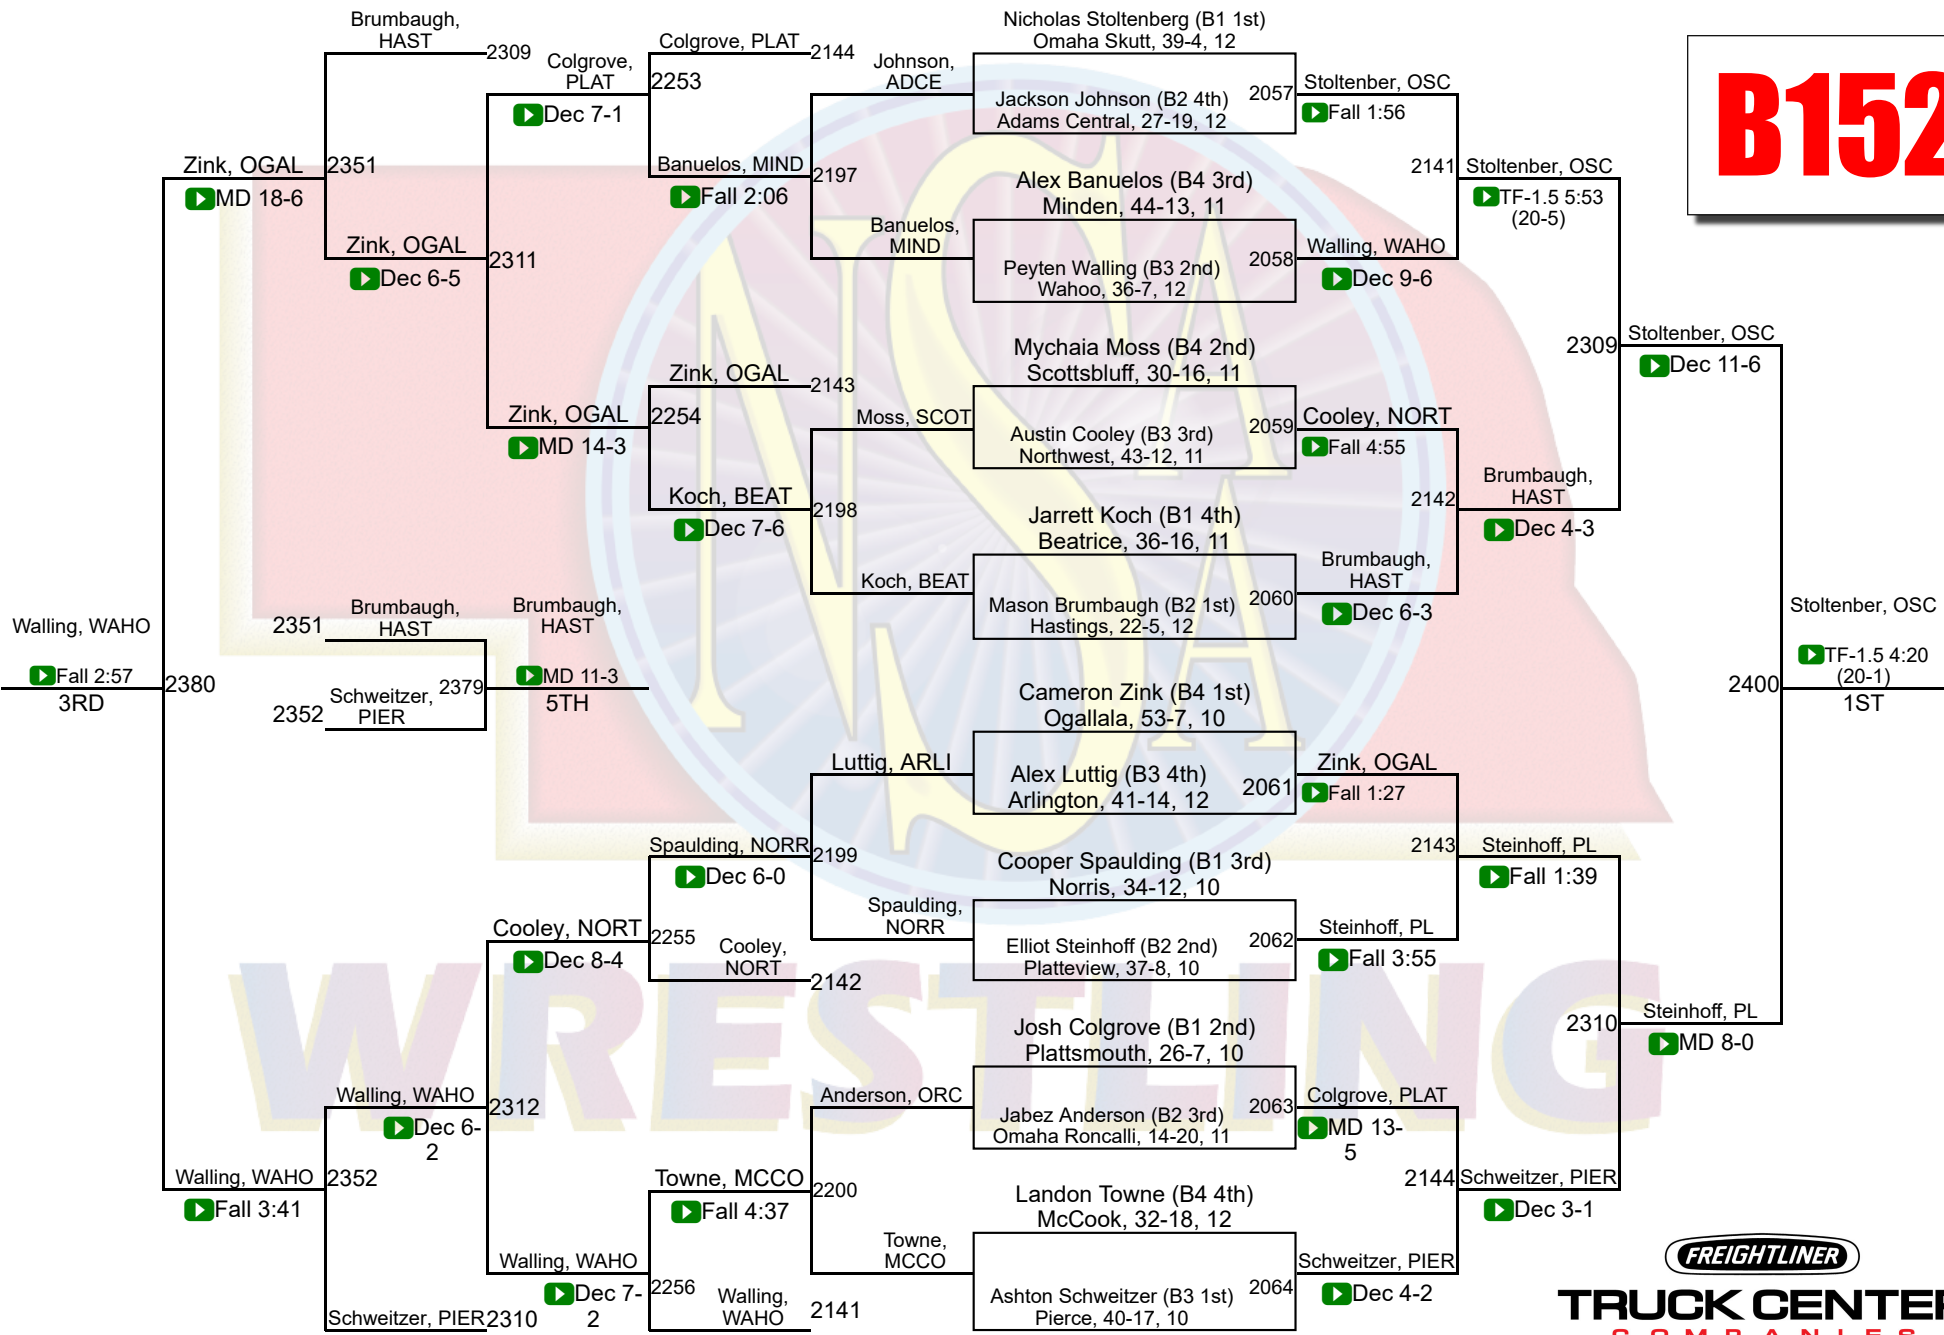 Brumbaugh,
HAST
2309
Colgrove,
PLAT
Dec 7-1
Colgrove, PLAT
2144
2253
Johnson,
ADCE
Nicholas Stoltenberg (B1 1st)
Omaha Skutt, 39-4, 12
Jackson Johnson (B2 4th)
Adams Central, 27-19, 12
2057
Stoltenber, OSC
Fall 1:56
B152
Zink, OGAL
MD 18-6
2351
Banuelos, MIND
Fall 2:06
2197
Alex Banuelos (B4 3rd)
Minden, 44-13, 11
2141
Stoltenber, OSC
TF-1.5 5:53
(20-5)
Zink, OGAL
Dec 6-5
2311
Banuelos,
MIND
Peyten Walling (B3 2nd)
Wahoo, 36-7, 12
2058
Walling, WAHO
Dec 9-6
Mychaia Moss (B4 2nd)
Scottsbluff, 30-16, 11
2309
Stoltenber, OSC
Dec 11-6
Zink, OGAL
2143
Zink, OGAL
MD 14-3
2254
Moss, SCOT
Austin Cooley (B3 3rd)
Northwest, 43-12, 11
2059
Cooley, NORT
Fall 4:55
Koch, BEAT
Dec 7-6
2198
Jarrett Koch (B1 4th)
Beatrice, 36-16, 11
2142
Brumbaugh,
HAST
Dec 4-3
Koch, BEAT
Mason Brumbaugh (B2 1st)
Hastings, 22-5, 12
2060
Brumbaugh,
HAST
Dec 6-3
Walling, WAHO
Fall 2:57
3RD
2380
2351
Brumbaugh,
HAST
2352
Schweitzer,
PIER
2379
Brumbaugh,
HAST
MD 11-3
5TH
Stoltenber, OSC
TF-1.5 4:20
(20-1)
1ST
2400
NSAA
Cameron Zink (B4 1st)
Ogallala, 53-7, 10
Luttig, ARLI
Alex Luttig (B3 4th)
Arlington, 41-14, 12
2061
Zink, OGAL
Fall 1:27
Spaulding, NORR
Dec 6-0
2199
Cooper Spaulding (B1 3rd)
Norris, 34-12, 10
2143
Steinhoff, PL
Fall 1:39
Cooley, NORT
Dec 8-4
2255
Cooley,
NORT
2142
Spaulding,
NORR
Elliot Steinhoff (B2 2nd)
Platteview, 37-8, 10
2062
Steinhoff, PL
Fall 3:55
WRESTLING
Josh Colgrove (B1 2nd)
Plattsmouth, 26-7, 10
2310
Steinhoff, PL
MD 8-0
Walling, WAHO
Dec 6-
2
2312
Anderson, ORC
Jabez Anderson (B2 3rd)
Omaha Roncalli, 14-20, 11
2063
Colgrove, PLAT
MD 13-
5
Walling, WAHO
Fall 3:41
2352
Towne, MCCO
Fall 4:37
2200
Landon Towne (B4 4th)
McCook, 32-18, 12
2144
Schweitzer, PIER
Dec 3-1
Walling, WAHO
Dec 7-
2
2256
Walling,
WAHO
2141
Towne,
MCCO
Ashton Schweitzer (B3 1st)
Pierce, 40-17, 10
2064
Schweitzer, PIER
Dec 4-2
Schweitzer, PIER
2310
FREIGHTLINER
TRUCK CENTER
COMPANIES